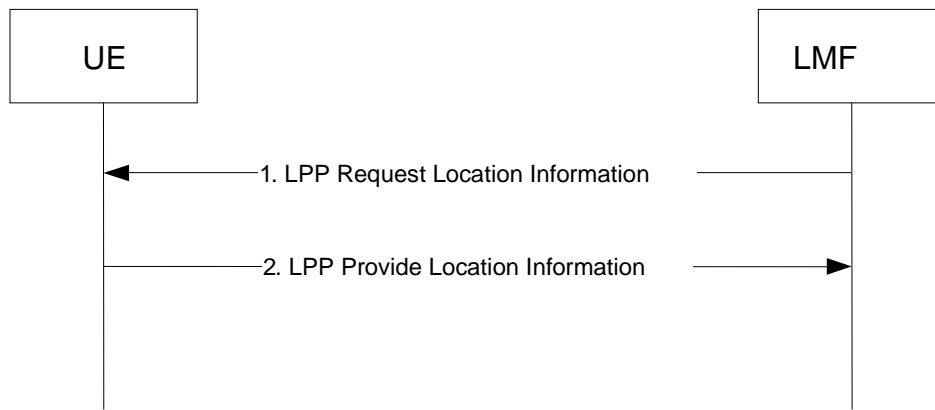 UE
LMF
1. LPP Request Location Information
2. LPP Provide Location Information